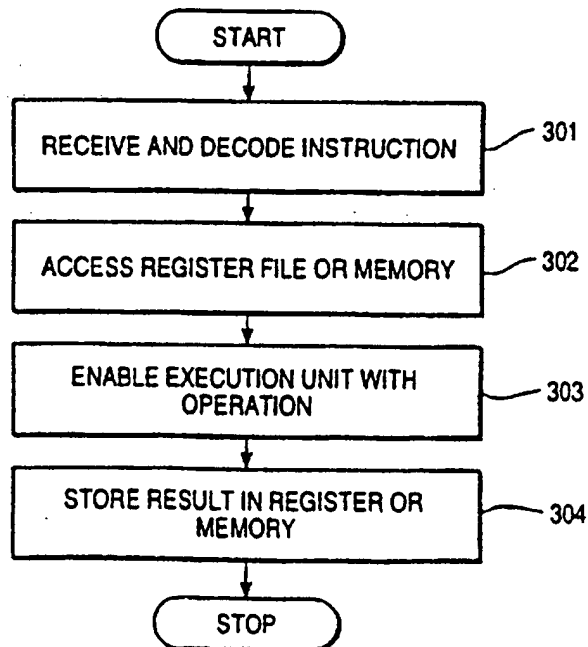 START
RECEIVE AND DECODE INSTRUCTION
301
ACCESS REGISTER FILE OR MEMORY
302
ENABLE EXECUTION UNIT WITH
OPERATION
303
STORE RESULT IN REGISTER OR
MEMORY
304
STOP